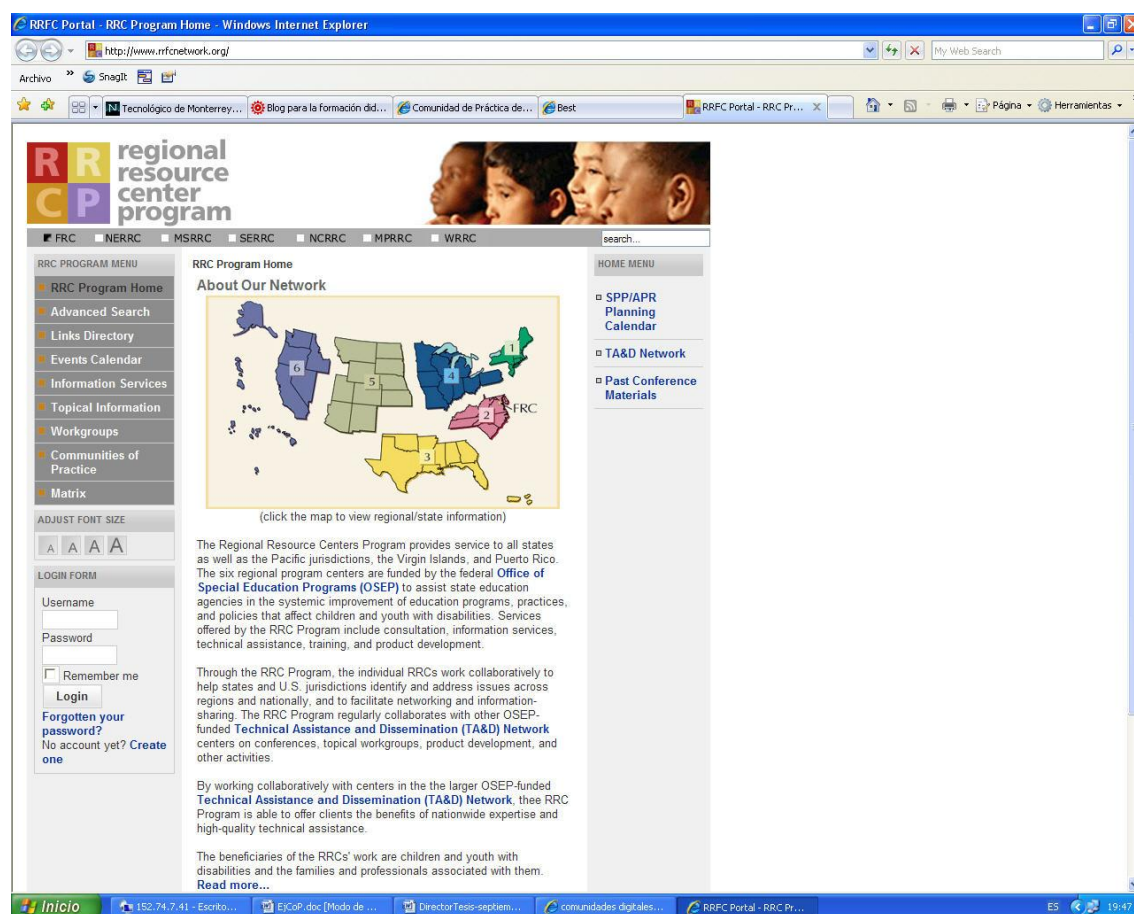 RRFC Portal - RRC Program Home - Windows Internet Explorer
http://www.rrfcnetwork.org/
My Web Search
Archivo » SnagIt
Tecnológico de Monterrey...
Blog para la formación did...
Comunidad de Práctica de...
Best
RRFC Portal - RRC Pr...
Página
Herramientas
RRCP
regional
resource
center
program
FRC NERRC MSRRC SERRC NCRRC MPRRC WRRC
search...
RRC PROGRAM MENU
RRC Program Home
Advanced Search
Links Directory
Events Calendar
Information Services
Topical Information
Workgroups
Communities of
Practice
Matrix
ADJUST FONT SIZE
A A A A
LOGIN FORM
Username
Password
Remember me
Login
Forgotten your
password?
No account yet? Create
one
RRC Program Home
About Our Network
1
6
4
5
2
FRC
3
(click the map to view regional/state information)
The Regional Resource Centers Program provides service to all states
as well as the Pacific jurisdictions, the Virgin Islands, and Puerto Rico.
The six regional program centers are funded by the federal Office of
Special Education Programs (OSEP) to assist state education
agencies in the systemic improvement of education programs, practices,
and policies that affect children and youth with disabilities. Services
offered by the RRC Program include consultation, information services,
technical assistance, training, and product development.
Through the RRC Program, the individual RRCs work collaboratively to
help states and U.S. jurisdictions identify and address issues across
regions and nationally, and to facilitate networking and information-
sharing. The RRC Program regularly collaborates with other OSEP-
funded Technical Assistance and Dissemination (TA&D) Network
centers on conferences, topical workgroups, product development, and
other activities.
By working collaboratively with centers in the the larger OSEP-funded
Technical Assistance and Dissemination (TA&D) Network, thee RRC
Program is able to offer clients the benefits of nationwide expertise and
high-quality technical assistance.
The beneficiaries of the RRCs' work are children and youth with
disabilities and the families and professionals associated with them.
Read more...
HOME MENU
SPP/APR
Planning
Calendar
TA&D Network
Past Conference
Materials
Inicio
152.74.7.41 - Escrito...
EjCoP.doc [Modo de ...
DirectorTesis-septiem...
comunidades digitales...
RRFC Portal - RRC Pr...
ES
19:47